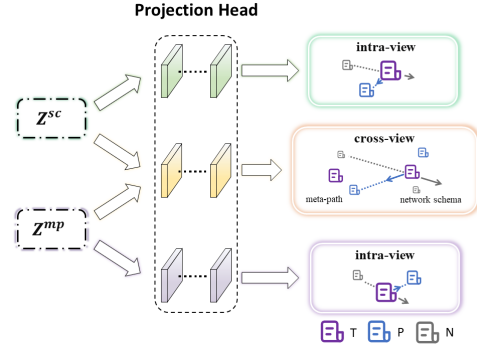 Projection Head
intra-view
Z^sc
cross-view
meta-path
network schema
Z^mp
intra-view
T P N